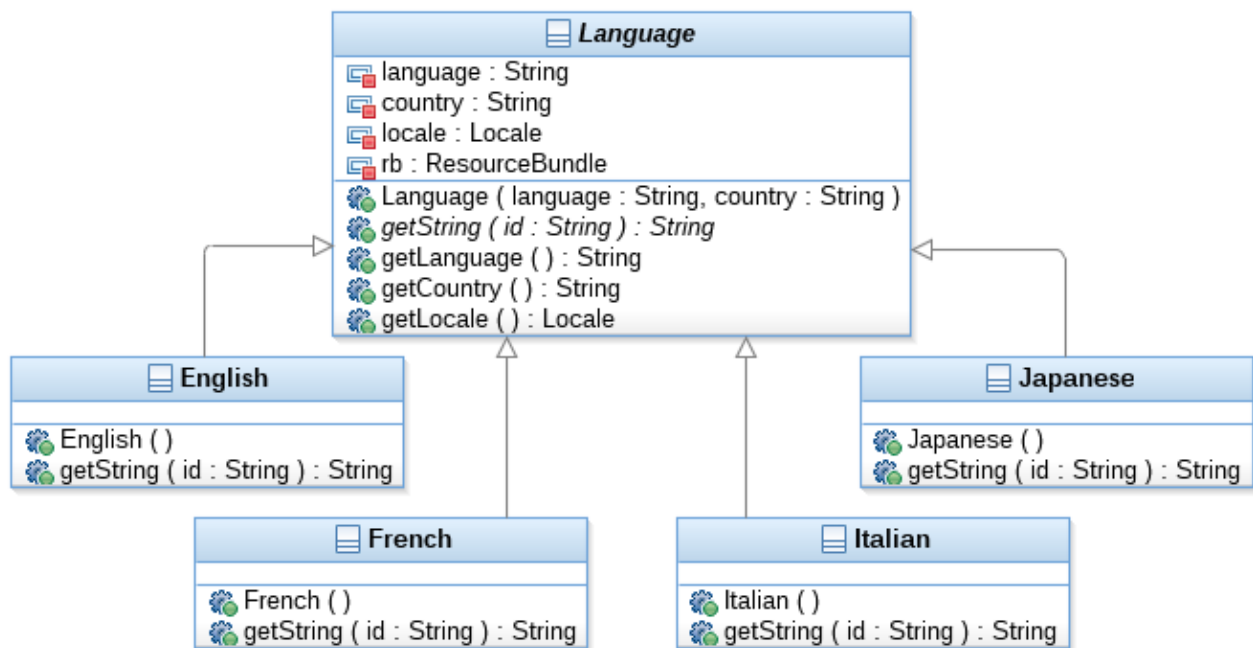 Language
language : String
country : String
locale : Locale
rb : ResourceBundle
Language ( language : String, country : String )
getString ( id : String ) : String
getLanguage ( ) : String
getCountry ( ) : String
getLocale ( ) : Locale
English
English ( )
getString ( id : String ) : String
Japanese
Japanese ( )
getString ( id : String ) : String
French
French ( )
getString ( id : String ) : String
Italian
Italian ( )
getString ( id : String ) : String